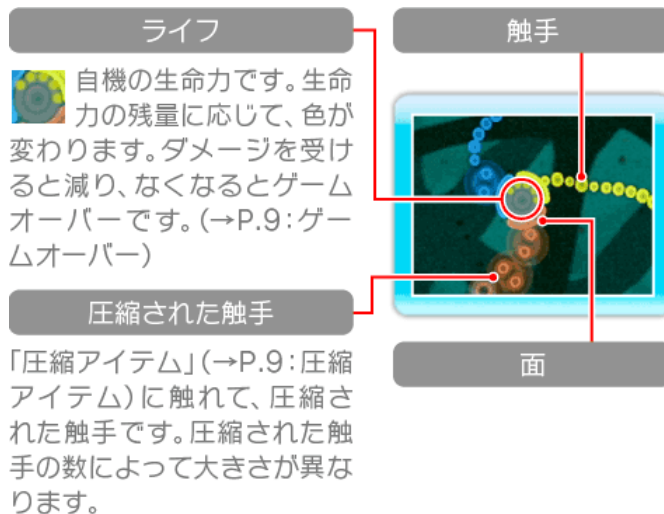 ライフ
自機の生命力です。生命
力の残量に応じて、色が
変わります。ダメージを受け
ると減り、なくなるとゲーム
オーバーです。(→P.9:ゲー
ムオーバー)
圧縮された触手
「圧縮アイテム」(→P.9:圧縮
アイテム)に触れて、圧縮さ
れた触手です。圧縮された触
手の数によって大きさが異な
ります。
触手
面